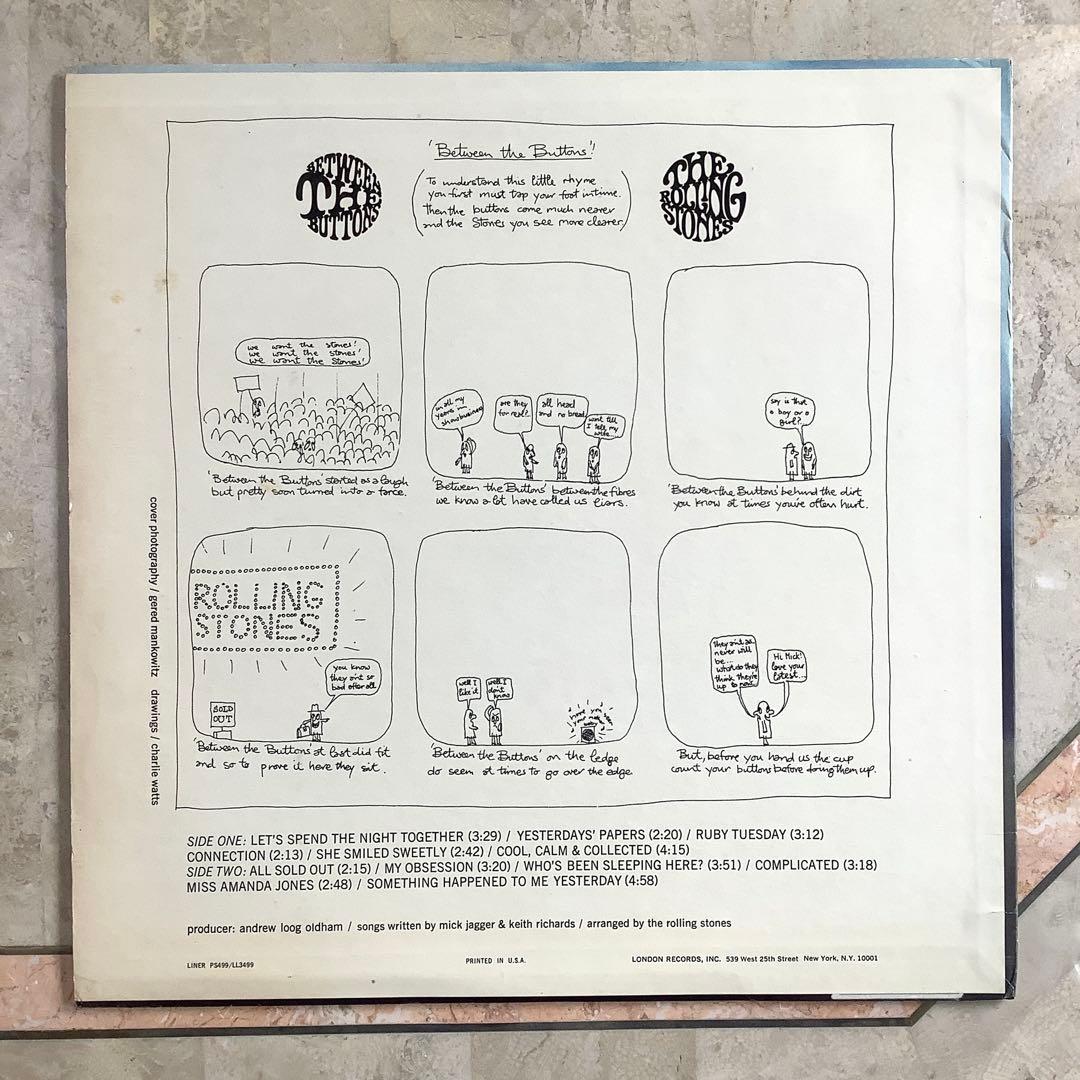 'Between the Buttons'!
BETWEEN THE BUTTONS
(To understand this little rhyme
you first must tap your foot in time.
Then the buttons come much nearer
and the Stones you see more clearer)
THE ROLLING STONES
we want the stones!
we want the stones!
we want the stones!
'Between the Buttons' started as a laugh
but pretty soon turned into a farce.
in all my
years in
showbusiness
are they
for real?
all head
and no bread
wait till
I tell my
wife...
'Between the Buttons' between the fibres
we know a lot have called us liars.
say is that
a boy or a
girl?
'Between the Buttons' behind the dirt
you know at times you're often hurt.
ROLLING
STONES
you know
they aint so
bad after all
SOLD
OUT
'Between the Buttons' at last did fit
and so to prove it here they sit.
well I
like it
well I
don't
know
'Between the Buttons' on the ledge
do seem at times to go over the edge.
never will
be...
what do they
think they're
up to
Hi Mick!
love your
latest...
But, before you hand us the cup
count your buttons before doing them up.
cover photography / gered mankowitz drawings / charlie watts
SIDE ONE: LET'S SPEND THE NIGHT TOGETHER (3:29) / YESTERDAYS' PAPERS (2:20) / RUBY TUESDAY (3:12)
CONNECTION (2:13) / SHE SMILED SWEETLY (2:42) / COOL, CALM & COLLECTED (4:15)
SIDE TWO: ALL SOLD OUT (2:15) / MY OBSESSION (3:20) / WHO'S BEEN SLEEPING HERE? (3:51) / COMPLICATED (3:18)
MISS AMANDA JONES (2:48) / SOMETHING HAPPENED TO ME YESTERDAY (4:58)
producer: andrew loog oldham / songs written by mick jagger & keith richards / arranged by the rolling stones
LINER PS499/LL3499
PRINTED IN U.S.A.
LONDON RECORDS, INC. 539 West 25th Street New York, N.Y. 10001